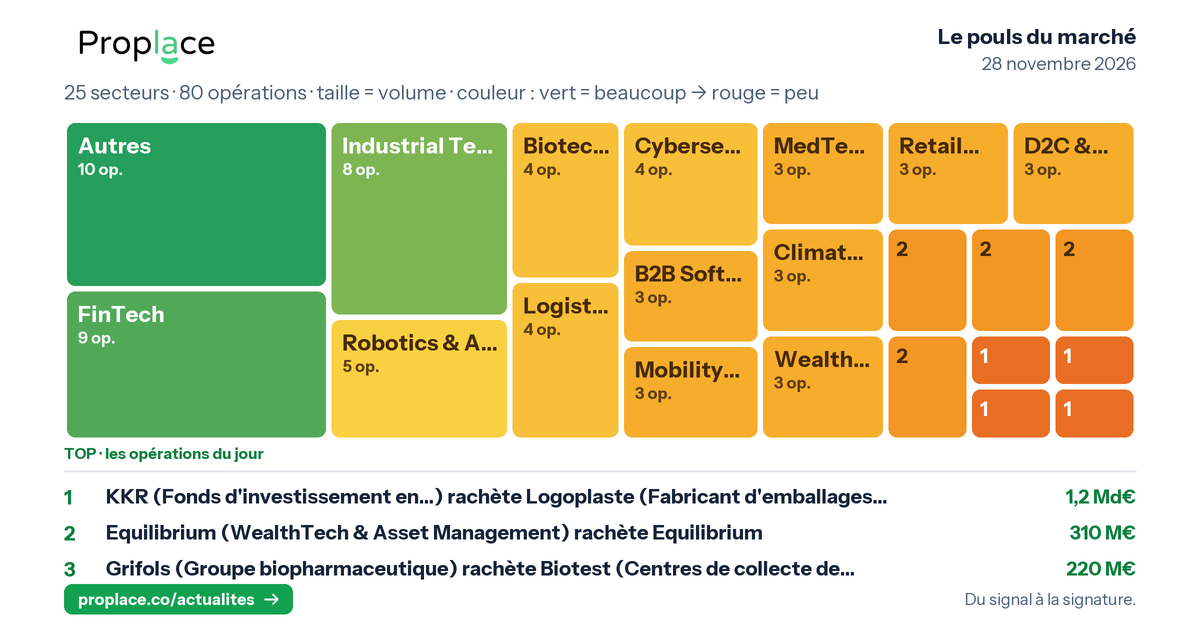 Proplace
Le pouls du marché
28 novembre 2026
25 secteurs · 80 opérations · taille = volume · couleur : vert = beaucoup → rouge = peu
Autres
10 op.
Industrial Te...
8 op.
Biotec...
4 op.
Cyberse...
4 op.
MedTe...
3 op.
Retail...
3 op.
D2C &...
3 op.
Climat...
3 op.
2
2
2
B2B Soft...
3 op.
FinTech
9 op.
Logist...
4 op.
Robotics & A...
5 op.
Mobility...
3 op.
Wealth...
3 op.
2
1
1
1
1
TOP · les opérations du jour
1 KKR (Fonds d'investissement en...) rachète Logoplaste (Fabricant d'emballages... 1,2 Md€
2 Equilibrium (WealthTech & Asset Management) rachète Equilibrium 310 M€
3 Grifols (Groupe biopharmaceutique) rachète Biotest (Centres de collecte de... 220 M€
proplace.co/actualites →
Du signal à la signature.